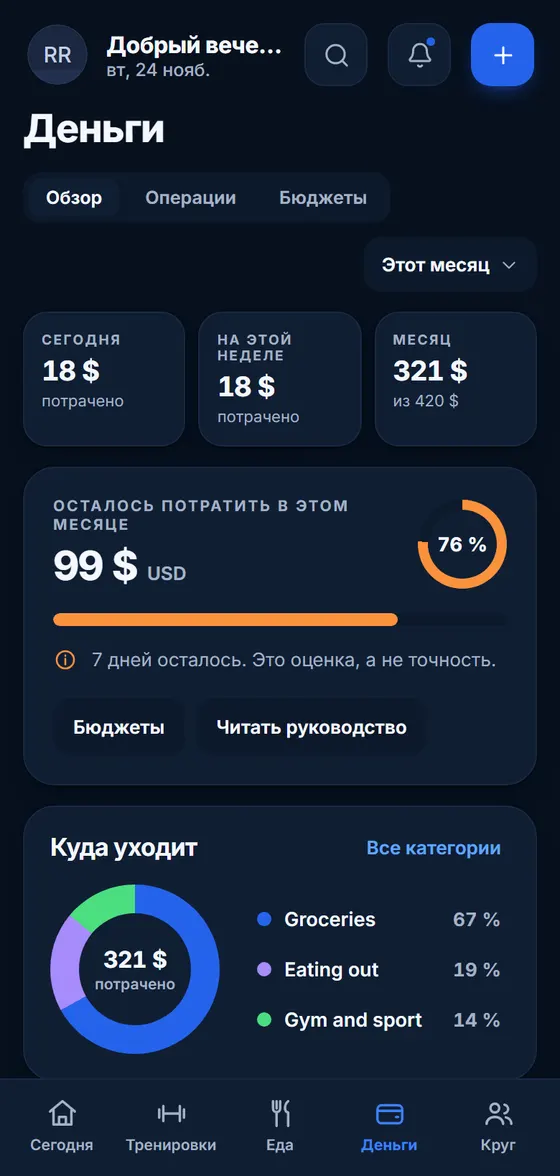 RR
Добрый вече...
вт, 24 нояб.
Деньги
Обзор
Операции
Бюджеты
Этот месяц
СЕГОДНЯ
18 $
потрачено
НА ЭТОЙ
НЕДЕЛЕ
18 $
потрачено
МЕСЯЦ
321 $
из 420 $
ОСТАЛОСЬ ПОТРАТИТЬ В ЭТОМ
МЕСЯЦЕ
99 $ USD
76 %
7 дней осталось. Это оценка, а не точность.
Бюджеты
Читать руководство
Куда уходит
Все категории
321 $
потрачено
Groceries 67 %
Eating out 19 %
Gym and sport 14 %
Сегодня
Тренировки
Еда
Деньги
Круг